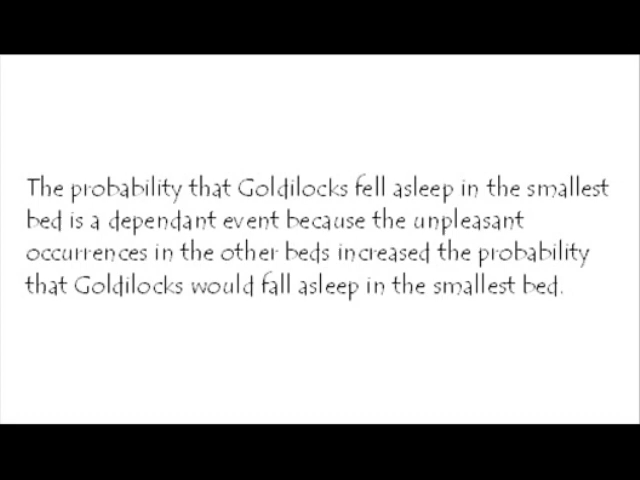 The probability that Goldilocks fell asleep in the smallest
bed is a dependant event because the unpleasant
occurrences in the other beds increased the probability
that Goldilocks would fall asleep in the smallest bed.